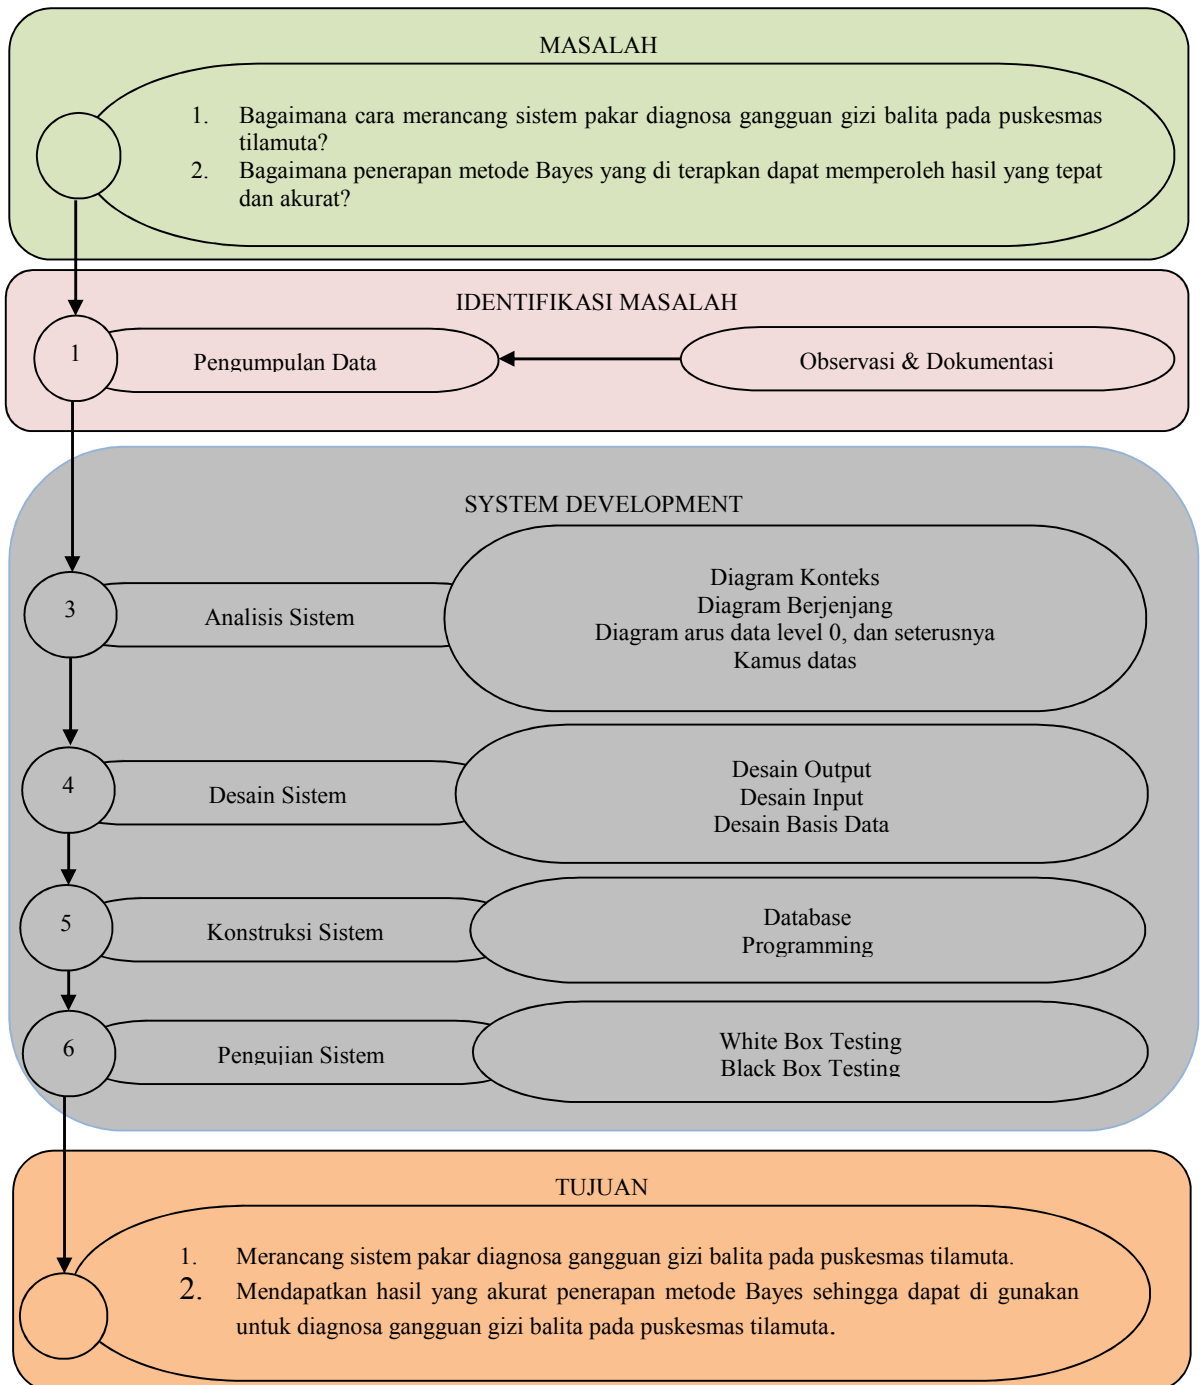 MASALAH
1. Bagaimana cara merancang sistem pakar diagnosa gangguan gizi balita pada puskesmas
tilamuta?
2. Bagaimana penerapan metode Bayes yang di terapkan dapat memperoleh hasil yang tepat
dan akurat?
IDENTIFIKASI MASALAH
1
Pengumpulan Data
Observasi & Dokumentasi
SYSTEM DEVELOPMENT
3
Analisis Sistem
Diagram Konteks
Diagram Berjenjang
Diagram arus data level 0, dan seterusnya
Kamus datas
4
Desain Sistem
Desain Output
Desain Input
Desain Basis Data
5
Konstruksi Sistem
Database
Programming
6
Pengujian Sistem
White Box Testing
Black Box Testing
TUJUAN
1. Merancang sistem pakar diagnosa gangguan gizi balita pada puskesmas tilamuta.
2. Mendapatkan hasil yang akurat penerapan metode Bayes sehingga dapat di gunakan
untuk diagnosa gangguan gizi balita pada puskesmas tilamuta.